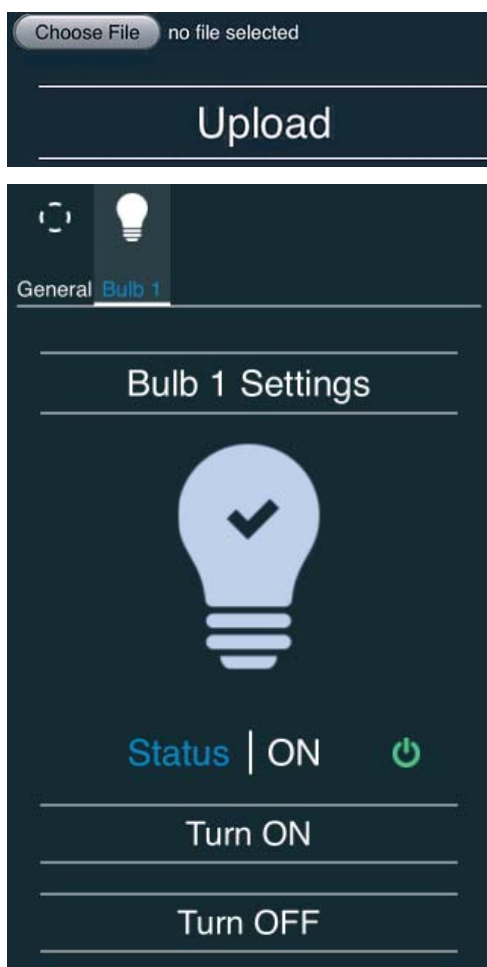 Choose File no file selected
Upload
General Bulb 1
Bulb 1 Settings
Status | ON
Turn ON
Turn OFF